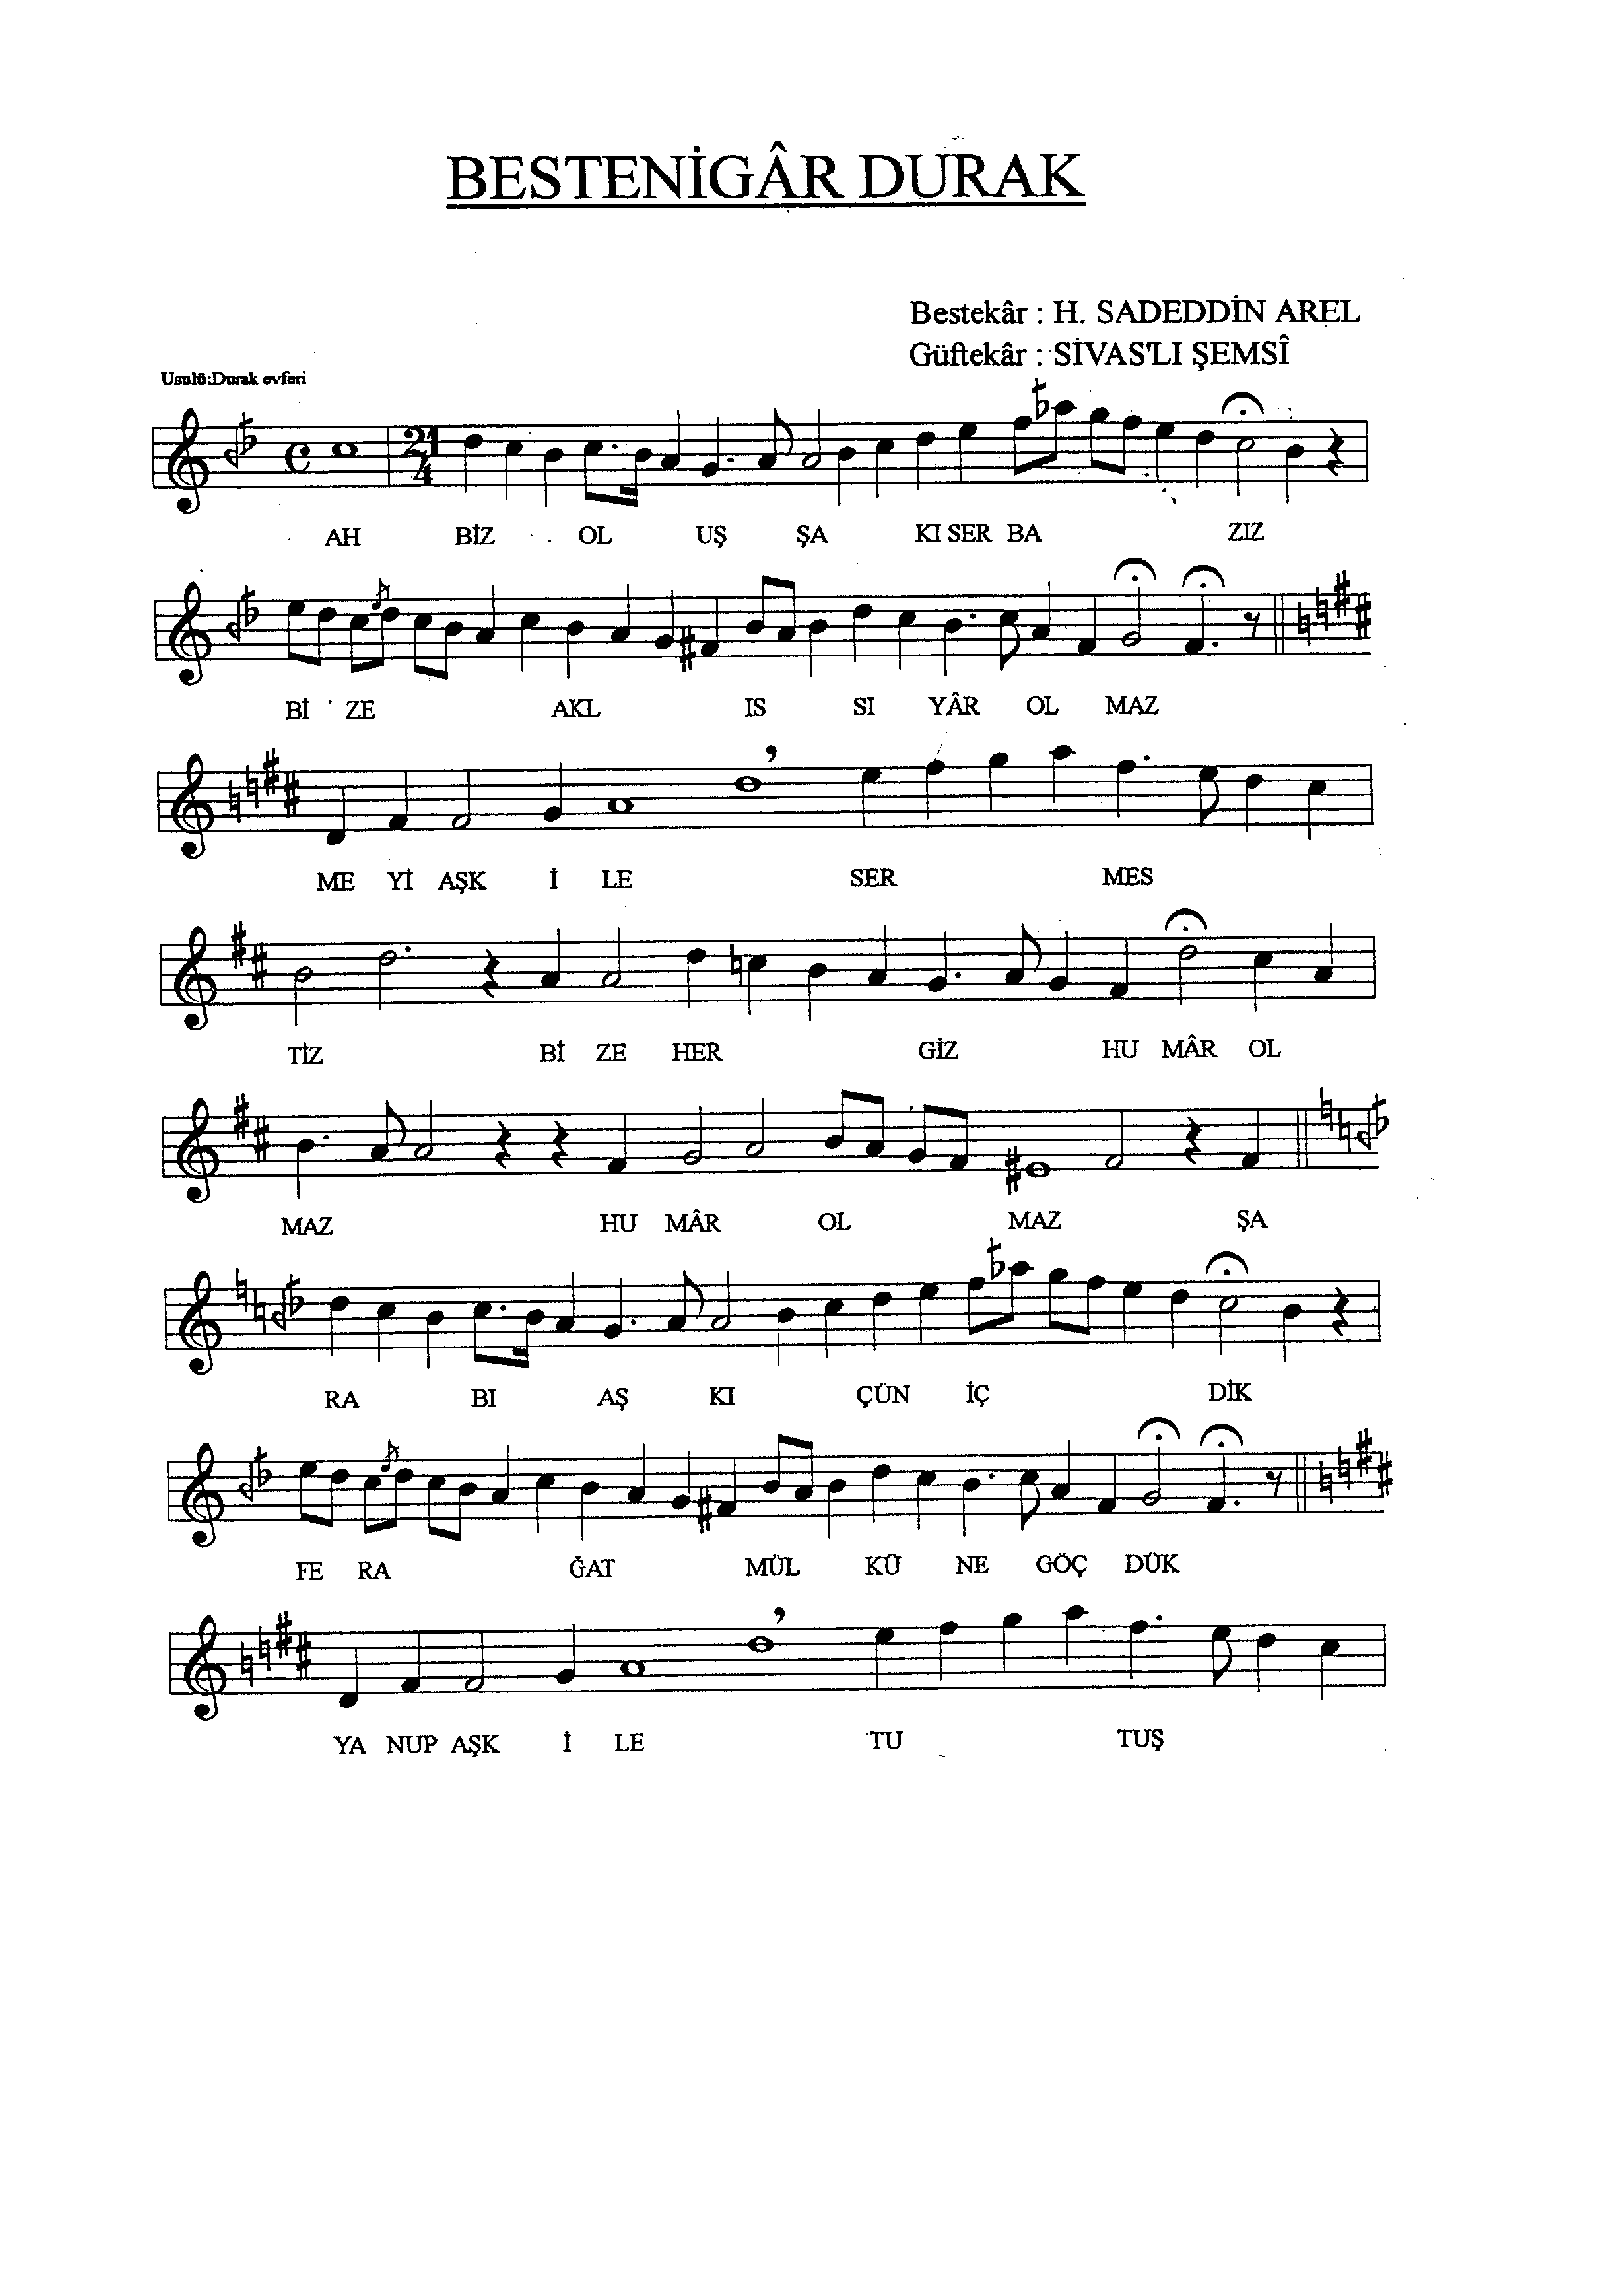 BESTENİGÂR DURAK
Bestekâr : H. SADEDDİN AREL
Güftekâr : SİVAS'LI ŞEMSÎ
Usulü:Durak evferi
21
4
AH BİZ OL UŞ ŞA KI SER BA ZIZ
Bİ ZE AKL IS SI YÂR OL MAZ
ME Yİ AŞK İ LE SER MES
TİZ Bİ ZE HER GİZ HU MÂR OL
MAZ HU MÂR OL MAZ ŞA
RA BI AŞ KI ÇÜN İÇ DİK
FE RA ĞAT MÜL KÜ NE GÖÇ DÜK
YA NUP AŞK İ LE TU TUŞ